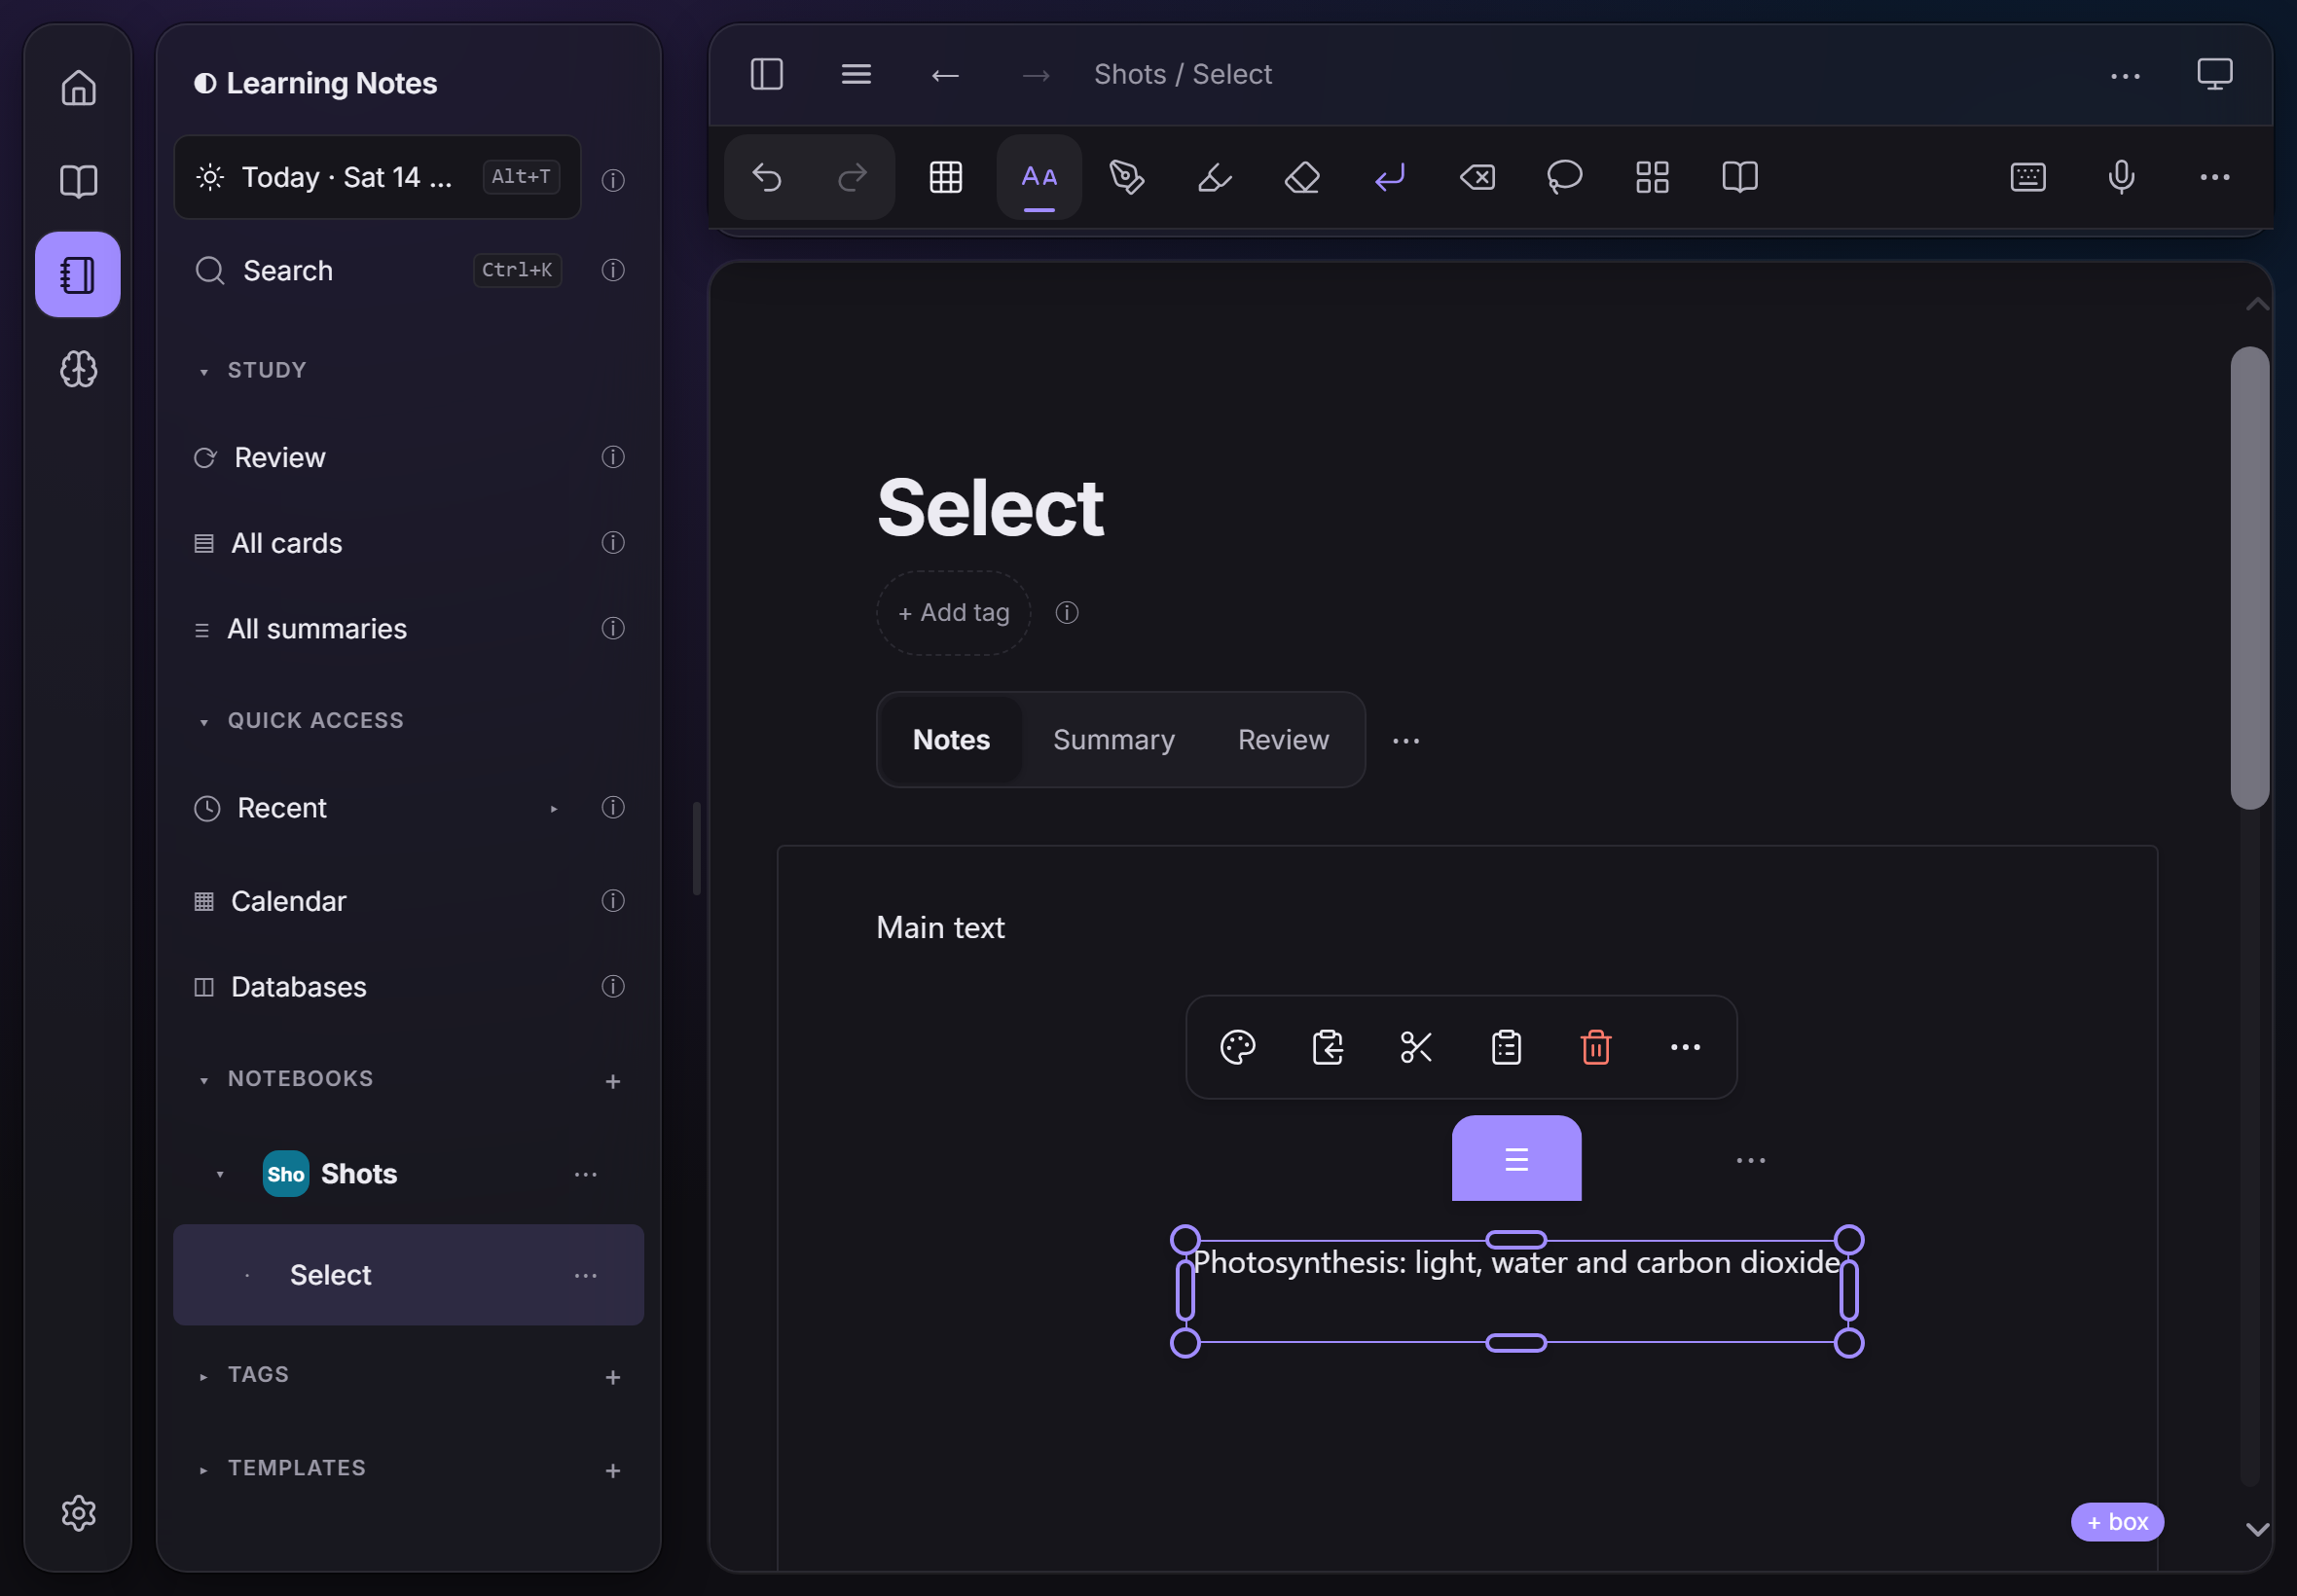 Learning Notes
Today · Sat 14 ... Alt+T
Search Ctrl+K
STUDY
Review
All cards
All summaries
QUICK ACCESS
Recent
Calendar
Databases
NOTEBOOKS
Sho Shots
Select
TAGS
TEMPLATES
Shots / Select
AA
Select
+ Add tag
Notes Summary Review
Main text
Photosynthesis: light, water and carbon dioxide
+ box